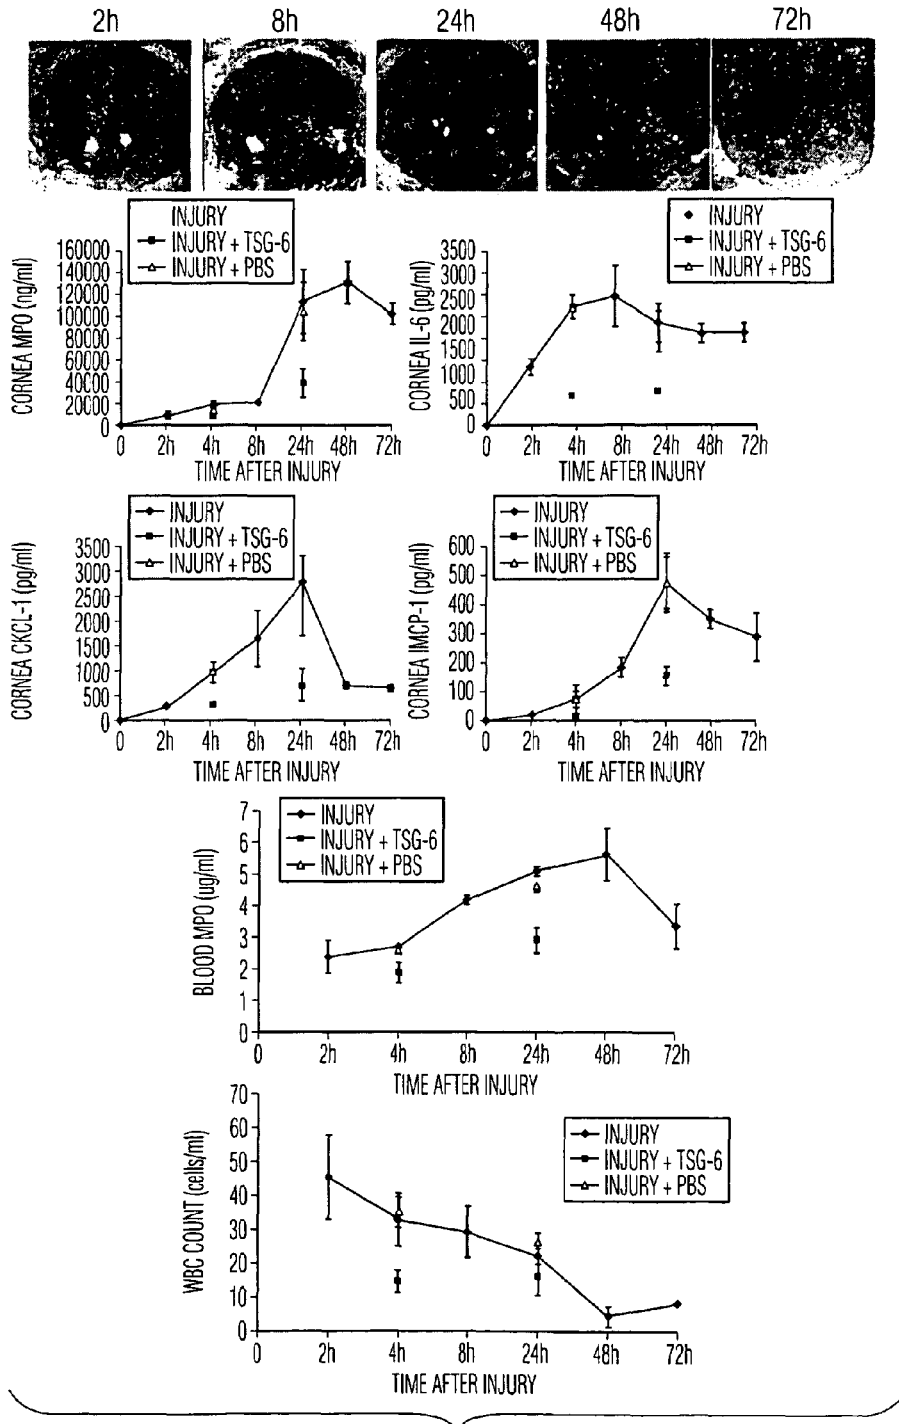 2h 8h 24h 48h 72h
INJURY
INJURY + TSG-6
INJURY + PBS
CORNEA MPO (ng/ml)
160000
140000
120000
100000
80000
60000
40000
20000
0
0 2h 4h 8h 24h 48h 72h
TIME AFTER INJURY
INJURY
INJURY + TSG-6
INJURY + PBS
CORNEA IL-6 (pg/ml)
3500
3000
2500
2000
1500
1000
500
0
0 2h 4h 8h 24h 48h 72h
TIME AFTER INJURY
INJURY
INJURY + TSG-6
INJURY + PBS
CORNEA CKCL-1 (pg/ml)
3500
3000
2500
2000
1500
1000
500
0
0 2h 4h 8h 24h 48h 72h
TIME AFTER INJURY
INJURY
INJURY + TSG-6
INJURY + PBS
CORNEA IMCP-1 (pg/ml)
600
500
400
300
200
100
0
0 2h 4h 8h 24h 48h 72h
TIME AFTER INJURY
INJURY
INJURY + TSG-6
INJURY + PBS
BLOOD MPO (ug/ml)
7
6
5
4
3
2
1
0
0 2h 4h 8h 24h 48h 72h
TIME AFTER INJURY
INJURY
INJURY + TSG-6
INJURY + PBS
WBC COUNT (cells/ml)
70
60
50
40
30
20
10
0
0 2h 4h 8h 24h 48h 72h
TIME AFTER INJURY